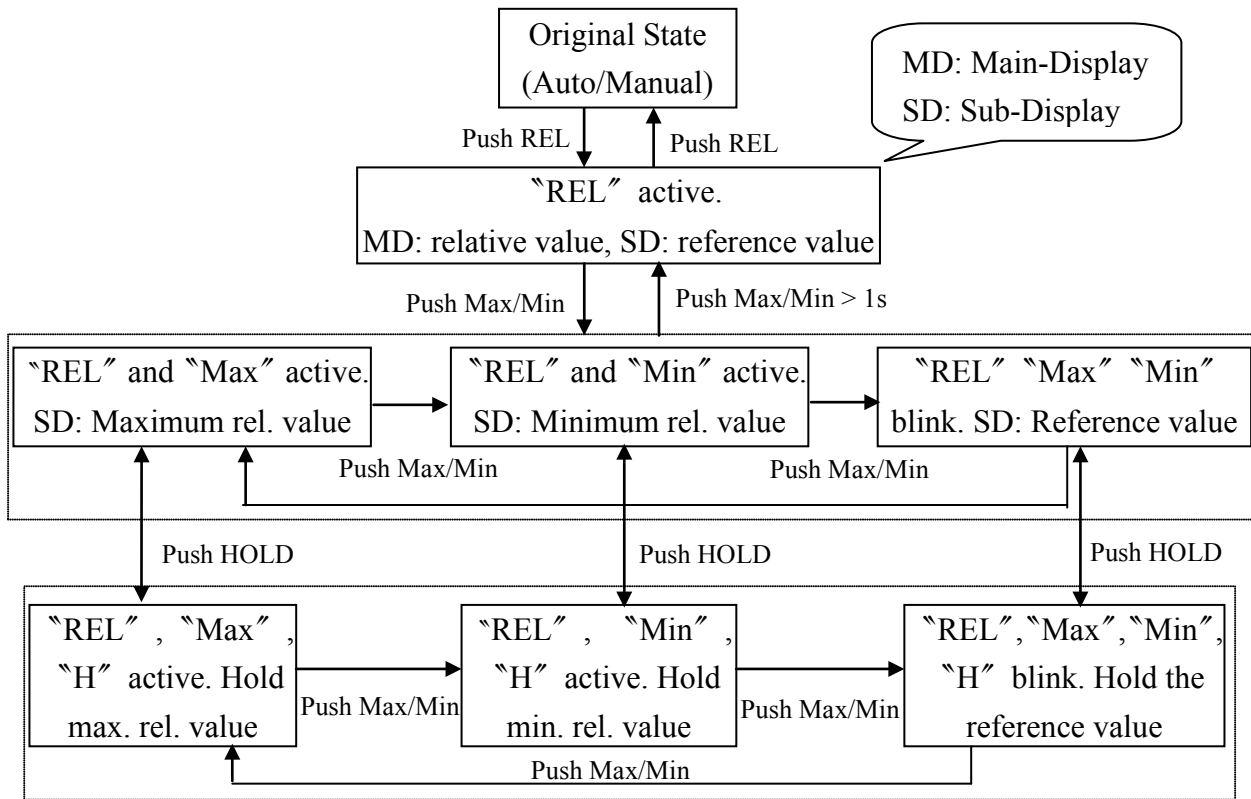 Original State
(Auto/Manual)
MD: Main-Display
SD: Sub-Display
Push REL
Push REL
〝REL〞 active.
MD: relative value, SD: reference value
Push Max/Min
Push Max/Min > 1s
〝REL〞 and 〝Max〞 active.
SD: Maximum rel. value
〝REL〞 and 〝Min〞 active.
SD: Minimum rel. value
〝REL〞 〝Max〞 〝Min〞
blink. SD: Reference value
Push Max/Min
Push Max/Min
Push HOLD
Push HOLD
Push HOLD
〝REL〞 , 〝Max〞 ,
〝H〞 active. Hold
max. rel. value
〝REL〞 , 〝Min〞 ,
〝H〞 active. Hold
min. rel. value
〝REL〞,〝Max〞,〝Min〞,
〝H〞 blink. Hold the
reference value
Push Max/Min
Push Max/Min
Push Max/Min